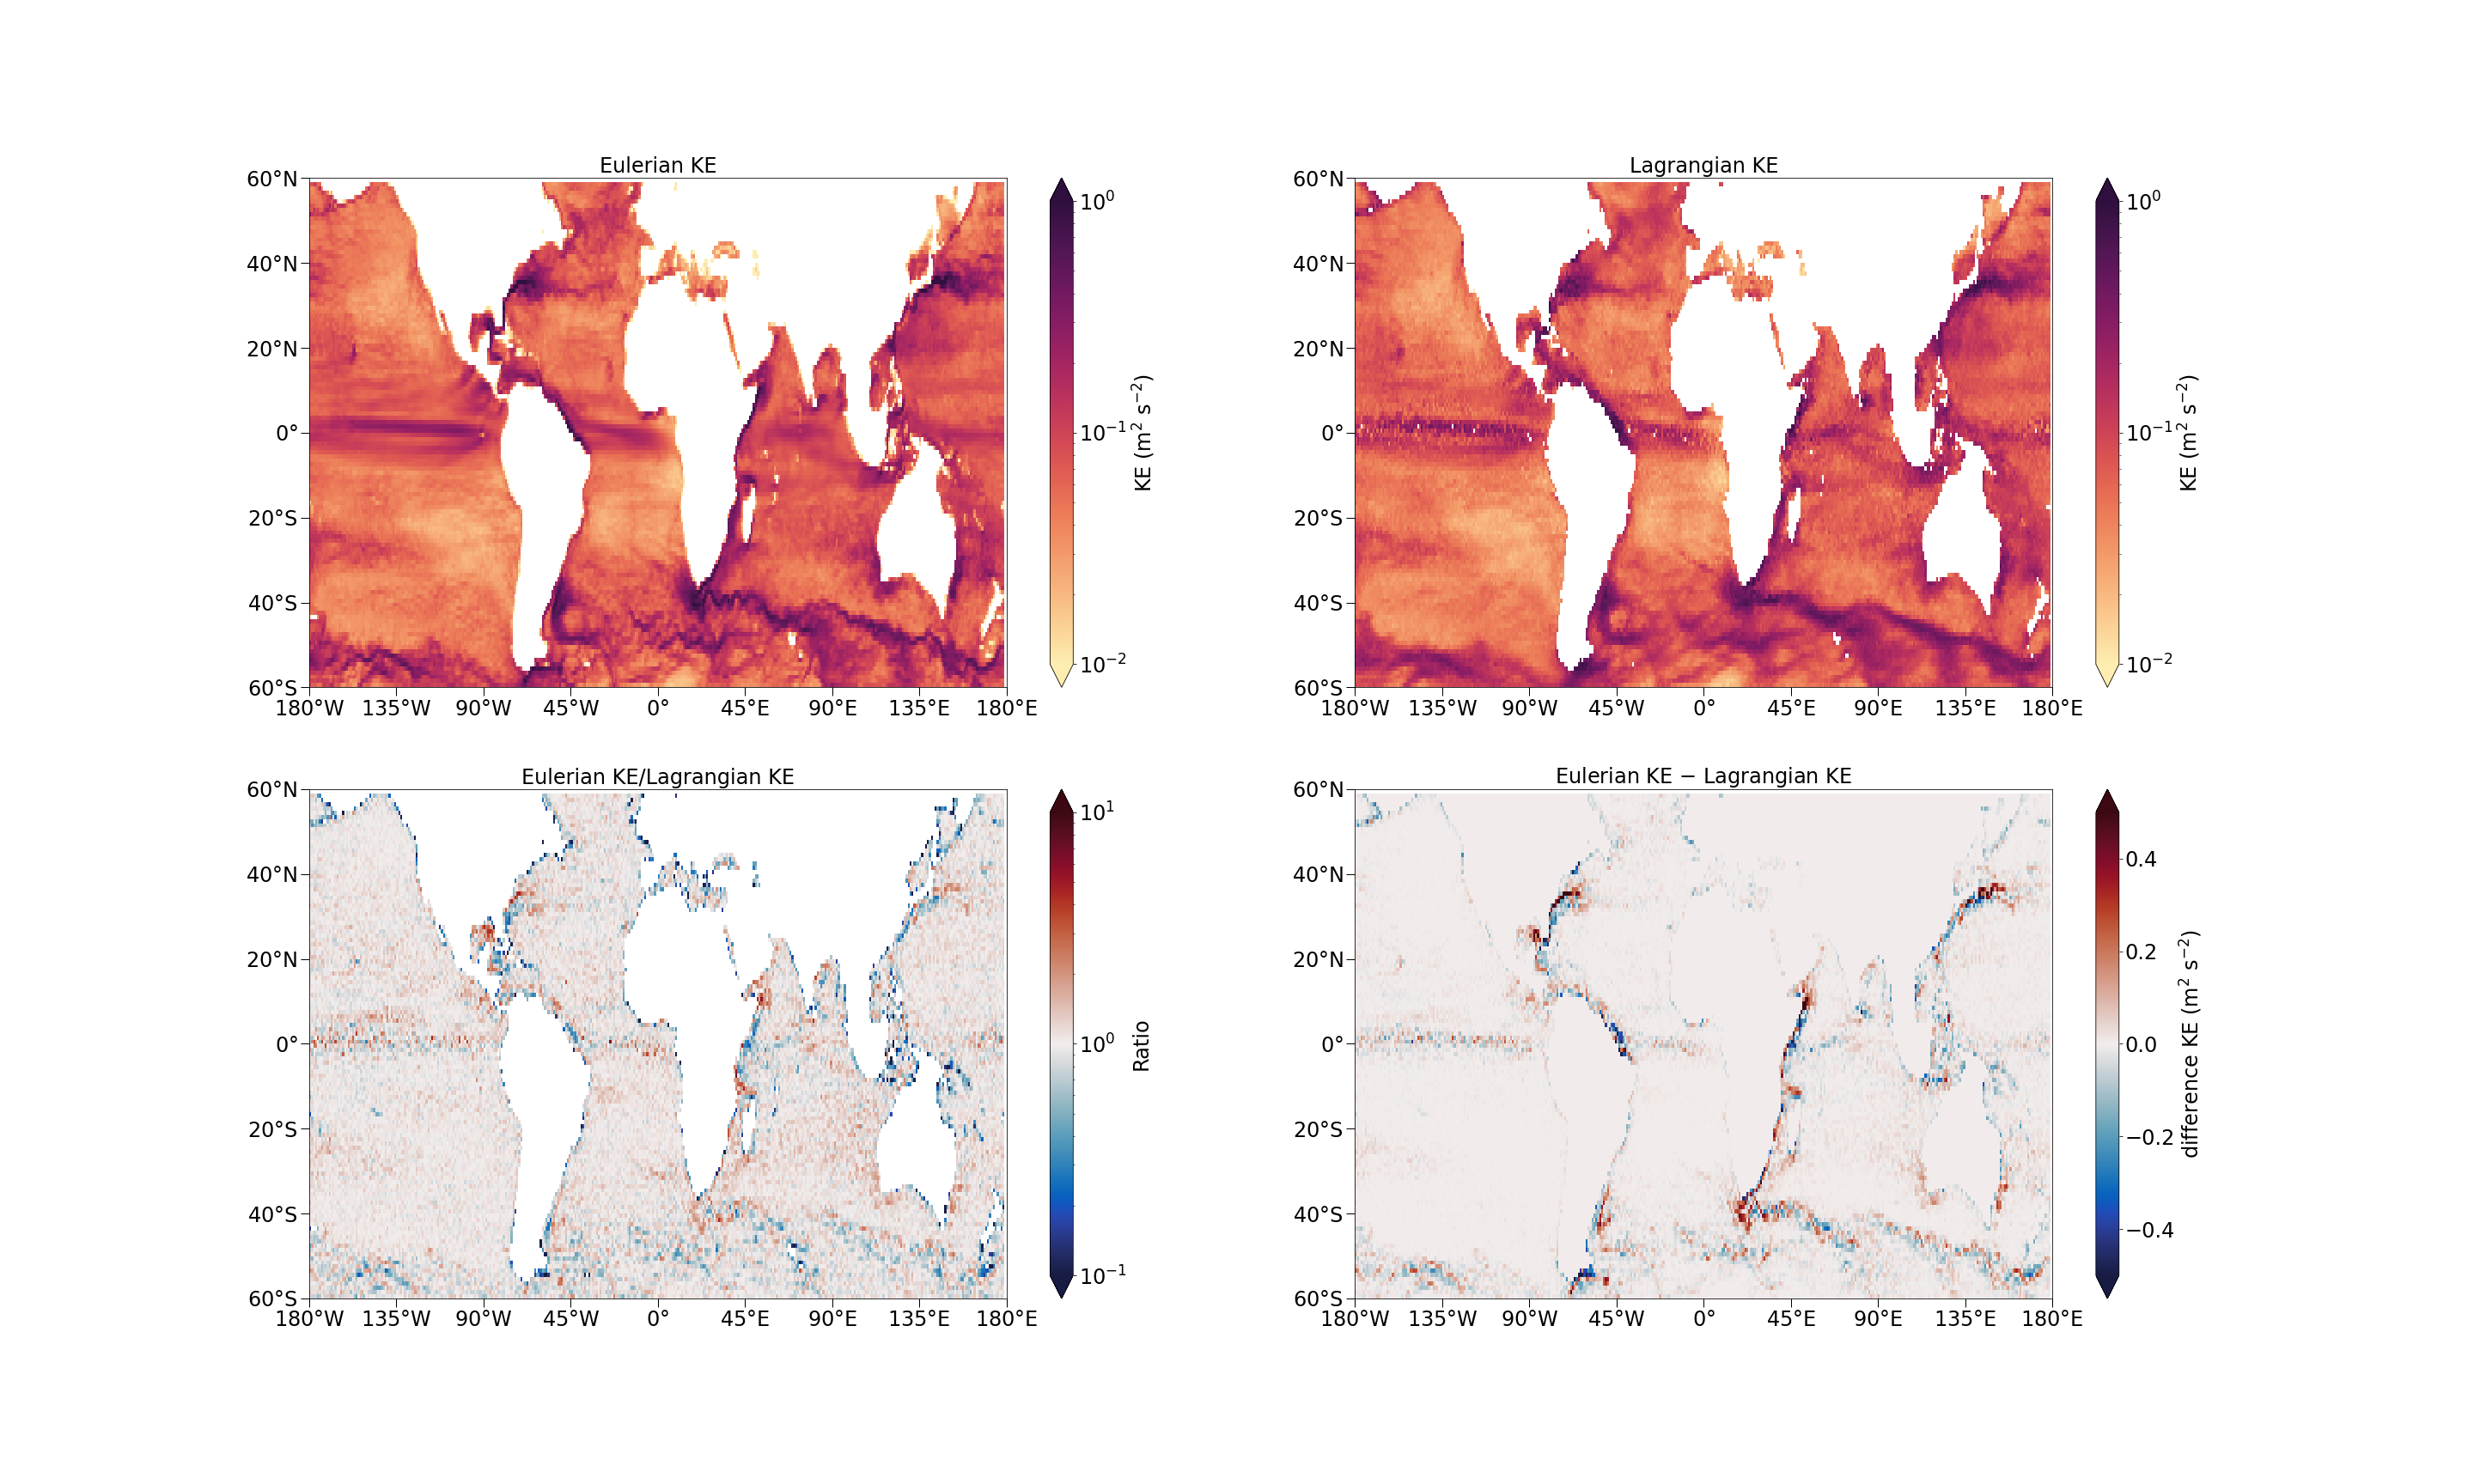 Eulerian KE
60°N
40°N
20°N
0°
20°S
40°S
60°S
180°W 135°W 90°W 45°W 0° 45°E 90°E 135°E 180°E
10⁰
10⁻¹
10⁻²
KE (m² s⁻²)
Lagrangian KE
60°N
40°N
20°N
0°
20°S
40°S
60°S
180°W 135°W 90°W 45°W 0° 45°E 90°E 135°E 180°E
10⁰
10⁻¹
10⁻²
KE (m² s⁻²)
Eulerian KE/Lagrangian KE
60°N
40°N
20°N
0°
20°S
40°S
60°S
180°W 135°W 90°W 45°W 0° 45°E 90°E 135°E 180°E
10¹
10⁰
10⁻¹
Ratio
Eulerian KE − Lagrangian KE
60°N
40°N
20°N
0°
20°S
40°S
60°S
180°W 135°W 90°W 45°W 0° 45°E 90°E 135°E 180°E
0.4
0.2
0.0
−0.2
−0.4
difference KE (m² s⁻²)